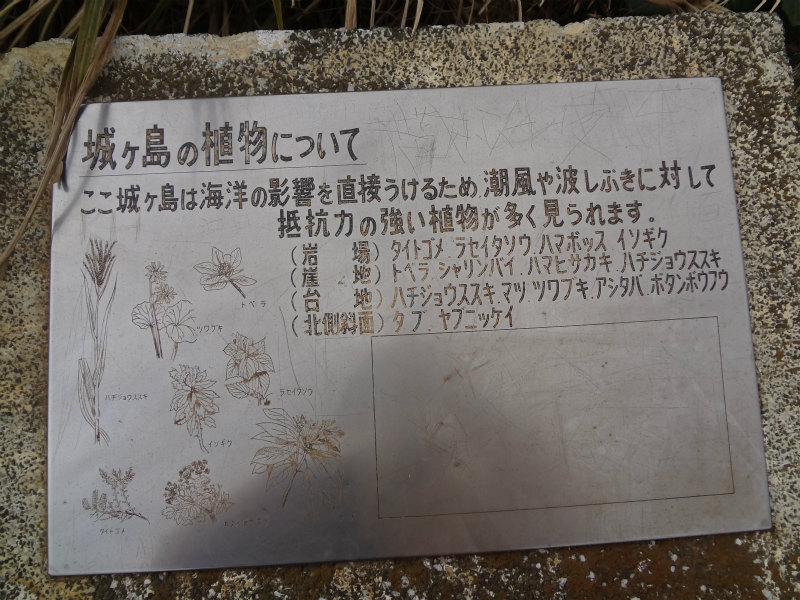 城ヶ島の植物について
ここ城ヶ島は海洋の影響を直接うけるため、潮風や波しぶきに対して
抵抗力の強い植物が多く見られます。
(岩　場) タイトゴメ、ラセイタソウ、ハマボッス、イソギク
(崖　地) トベラ、シャリンバイ、ハマヒサカキ、ハチジョウススキ
(台　地) ハチジョウススキ、マツ、ツワブキ、アシタバ、ボタンボウフウ
(北側斜面) タブ、ヤブニッケイ
トベラ
ツワブキ
ハチジョウススキ
ラセイタソウ
イソギク
タイトゴメ